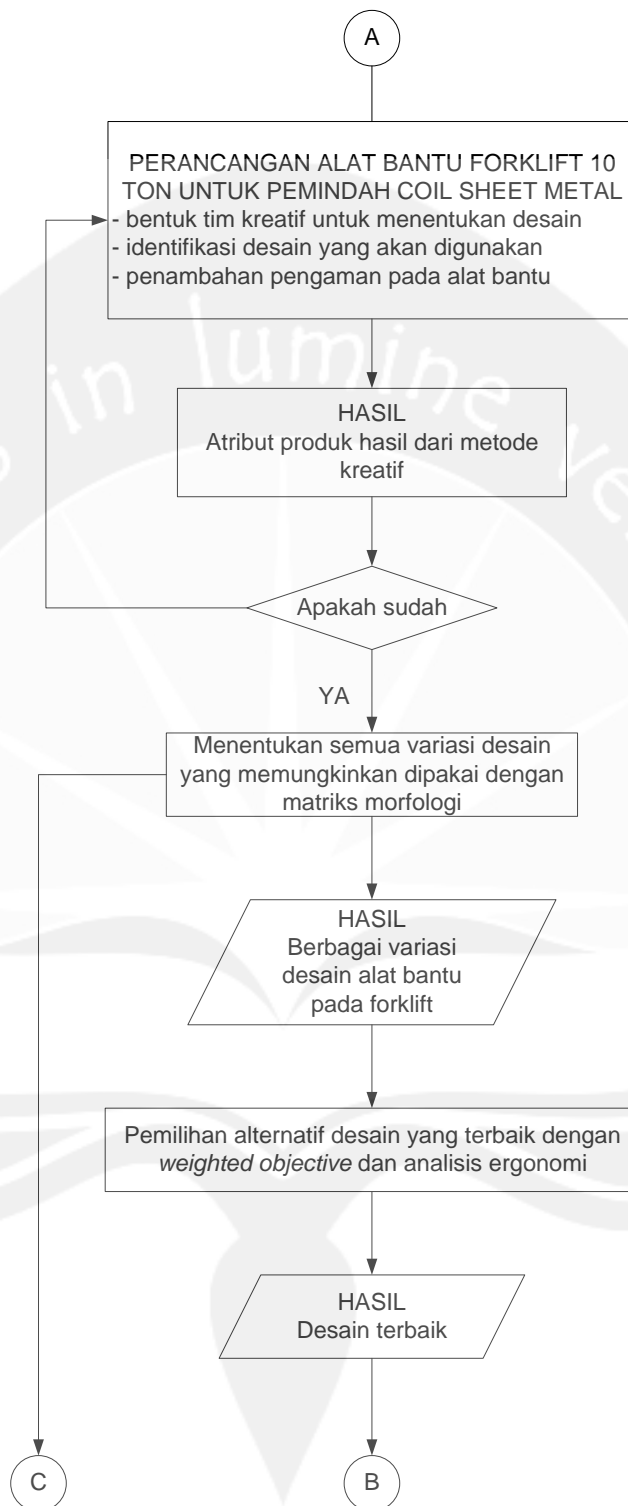 A
PERANCANGAN ALAT BANTU FORKLIFT 10
TON UNTUK PEMINDAH COIL SHEET METAL
- bentuk tim kreatif untuk menentukan desain
- identifikasi desain yang akan digunakan
- penambahan pengaman pada alat bantu
in lumine
HASIL
Atribut produk hasil dari metode
kreatif
Apakah sudah
YA
Menentukan semua variasi desain
yang memungkinkan dipakai dengan
matriks morfologi
HASIL
Berbagai variasi
desain alat bantu
pada forklift
Pemilihan alternatif desain yang terbaik dengan
weighted objective dan analisis ergonomi
HASIL
Desain terbaik
C
B